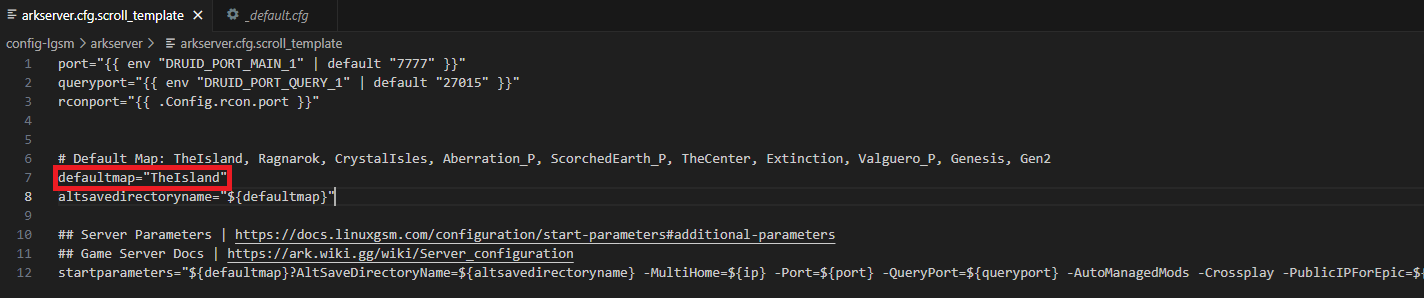 arkserver.cfg.scroll_template
_default.cfg
config-lgsm > arkserver > arkserver.cfg.scroll_template
1 port="{{ env "DRUID_PORT_MAIN_1" | default "7777" }}"
2 queryport="{{ env "DRUID_PORT_QUERY_1" | default "27015" }}"
3 rconport="{{ .Config.rcon.port }}"
4
5
6 # Default Map: TheIsland, Ragnarok, CrystalIsles, Aberration_P, ScorchedEarth_P, TheCenter, Extinction, Valguero_P, Genesis, Gen2
7 defaultmap="TheIsland"
8 altsavedirectoryname="${defaultmap}"
9
10 ## Server Parameters | https://docs.linuxgsm.com/configuration/start-parameters#additional-parameters
11 ## Game Server Docs | https://ark.wiki.gg/wiki/Server_configuration
12 startparameters="${defaultmap}?AltSaveDirectoryName=${altsavedirectoryname} -MultiHome=${ip} -Port=${port} -QueryPort=${queryport} -AutoManagedMods -Crossplay -PublicIPForEpic=${